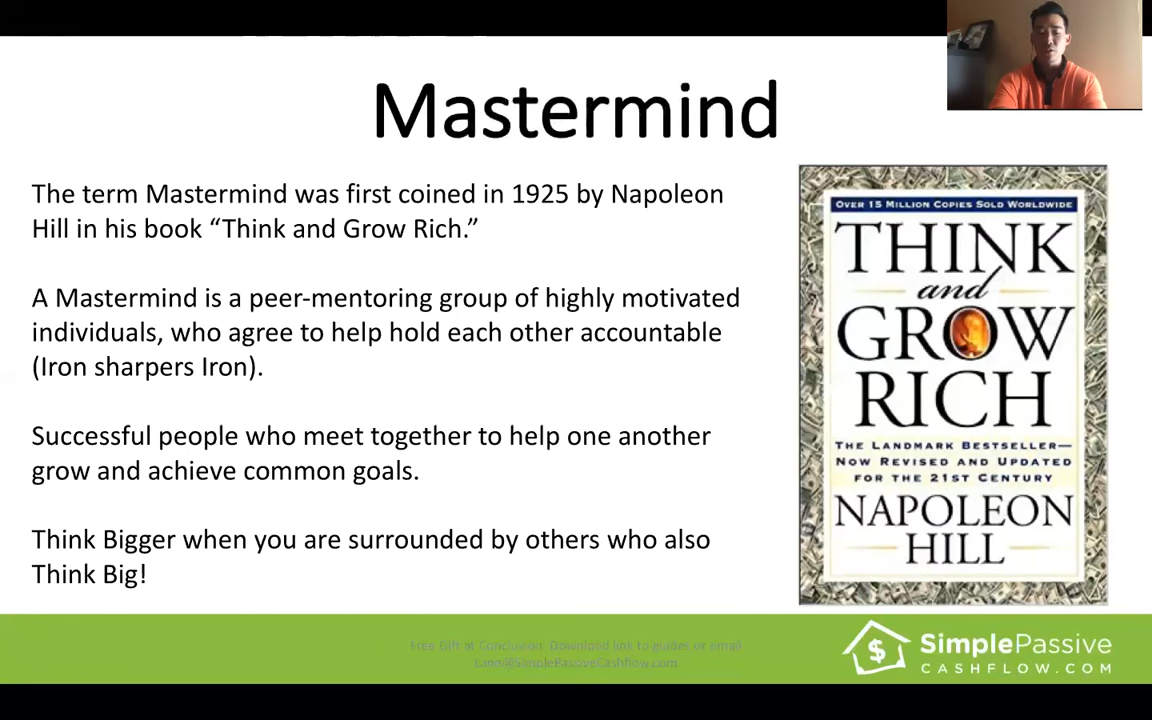 Mastermind
The term Mastermind was first coined in 1925 by Napoleon
Hill in his book “Think and Grow Rich.”
A Mastermind is a peer-mentoring group of highly motivated
individuals, who agree to help hold each other accountable
(Iron sharpers Iron).
Successful people who meet together to help one another
grow and achieve common goals.
Think Bigger when you are surrounded by others who also
Think Big!
OVER 15 MILLION COPIES SOLD WORLDWIDE
THINK
and
GROW
RICH
THE LANDMARK BESTSELLER—
NOW REVISED AND UPDATED
FOR THE 21ST CENTURY
NAPOLEON
HILL
Free Gift at Conclusion: Download link to guides or email
@SimplePassiveCashflow.com
$ SimplePassive
CASHFLOW.COM